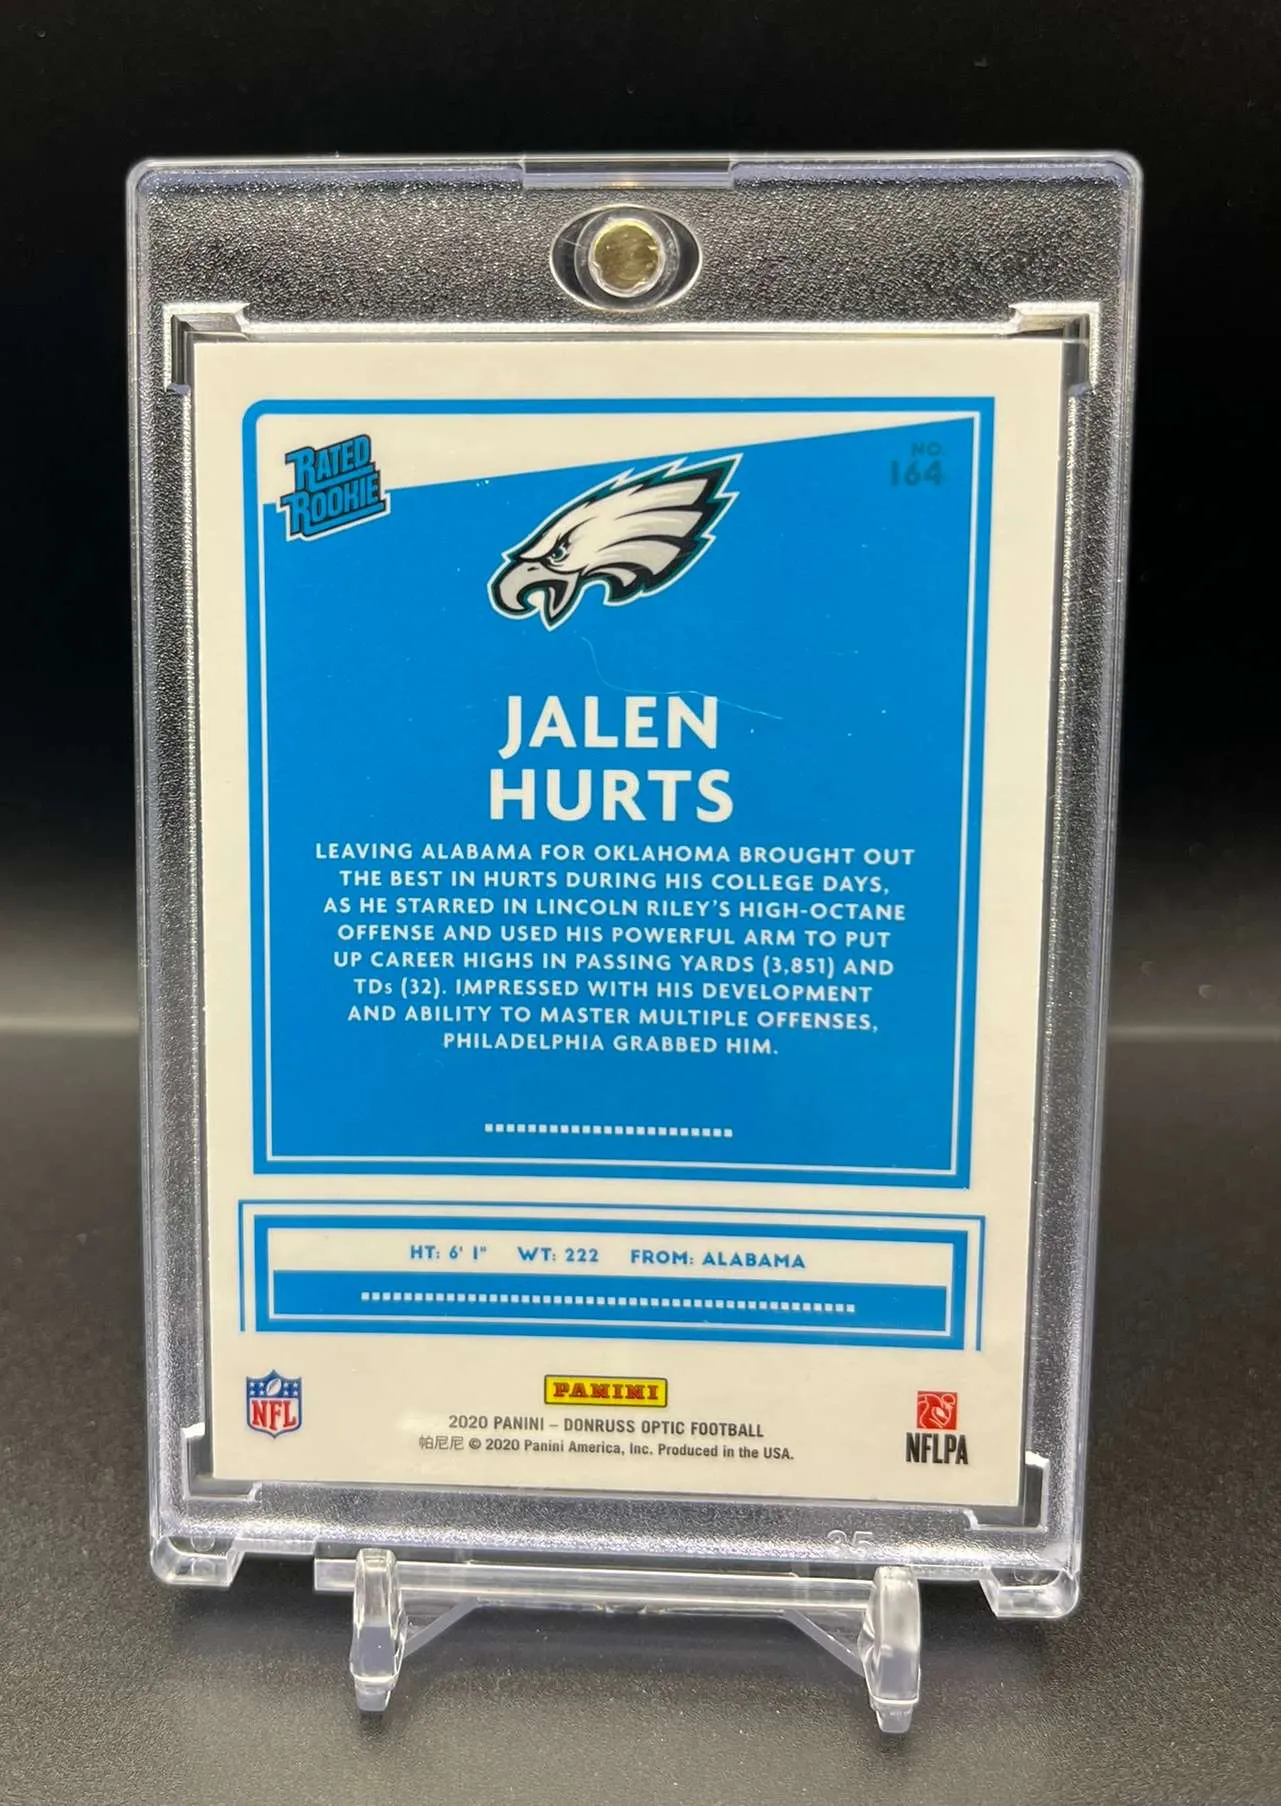 RATED
ROOKIE
NO.
164
JALEN
HURTS
LEAVING ALABAMA FOR OKLAHOMA BROUGHT OUT
THE BEST IN HURTS DURING HIS COLLEGE DAYS,
AS HE STARRED IN LINCOLN RILEY'S HIGH-OCTANE
OFFENSE AND USED HIS POWERFUL ARM TO PUT
UP CAREER HIGHS IN PASSING YARDS (3,851) AND
TDs (32). IMPRESSED WITH HIS DEVELOPMENT
AND ABILITY TO MASTER MULTIPLE OFFENSES,
PHILADELPHIA GRABBED HIM.
HT: 6' 1" WT: 222 FROM: ALABAMA
NFL
PANINI
2020 PANINI – DONRUSS OPTIC FOOTBALL
帕尼尼 © 2020 Panini America, Inc. Produced in the USA.
NFLPA
35